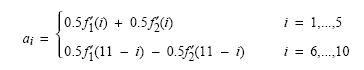 a_i = { 0.5f′_1(i) + 0.5f′_2(i)    i = 1,...,5
0.5f′_1(11 − i) − 0.5f′_2(11 − i)    i = 6,...,10